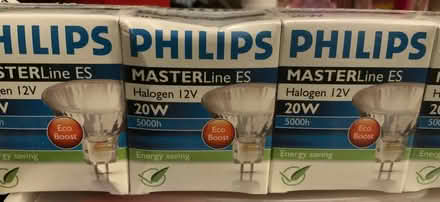 PHILIPS
MASTERLine ES
Halogen 12V
20W
5000h
Eco
Boost
Energy saving
PHILIPS
MASTERLine ES
Halogen 12V
20W
5000h
Eco
Boost
Energy saving
PHILIPS
MASTERLine ES
Halogen 12V
20W
5000h
Eco
Boost
Energy saving